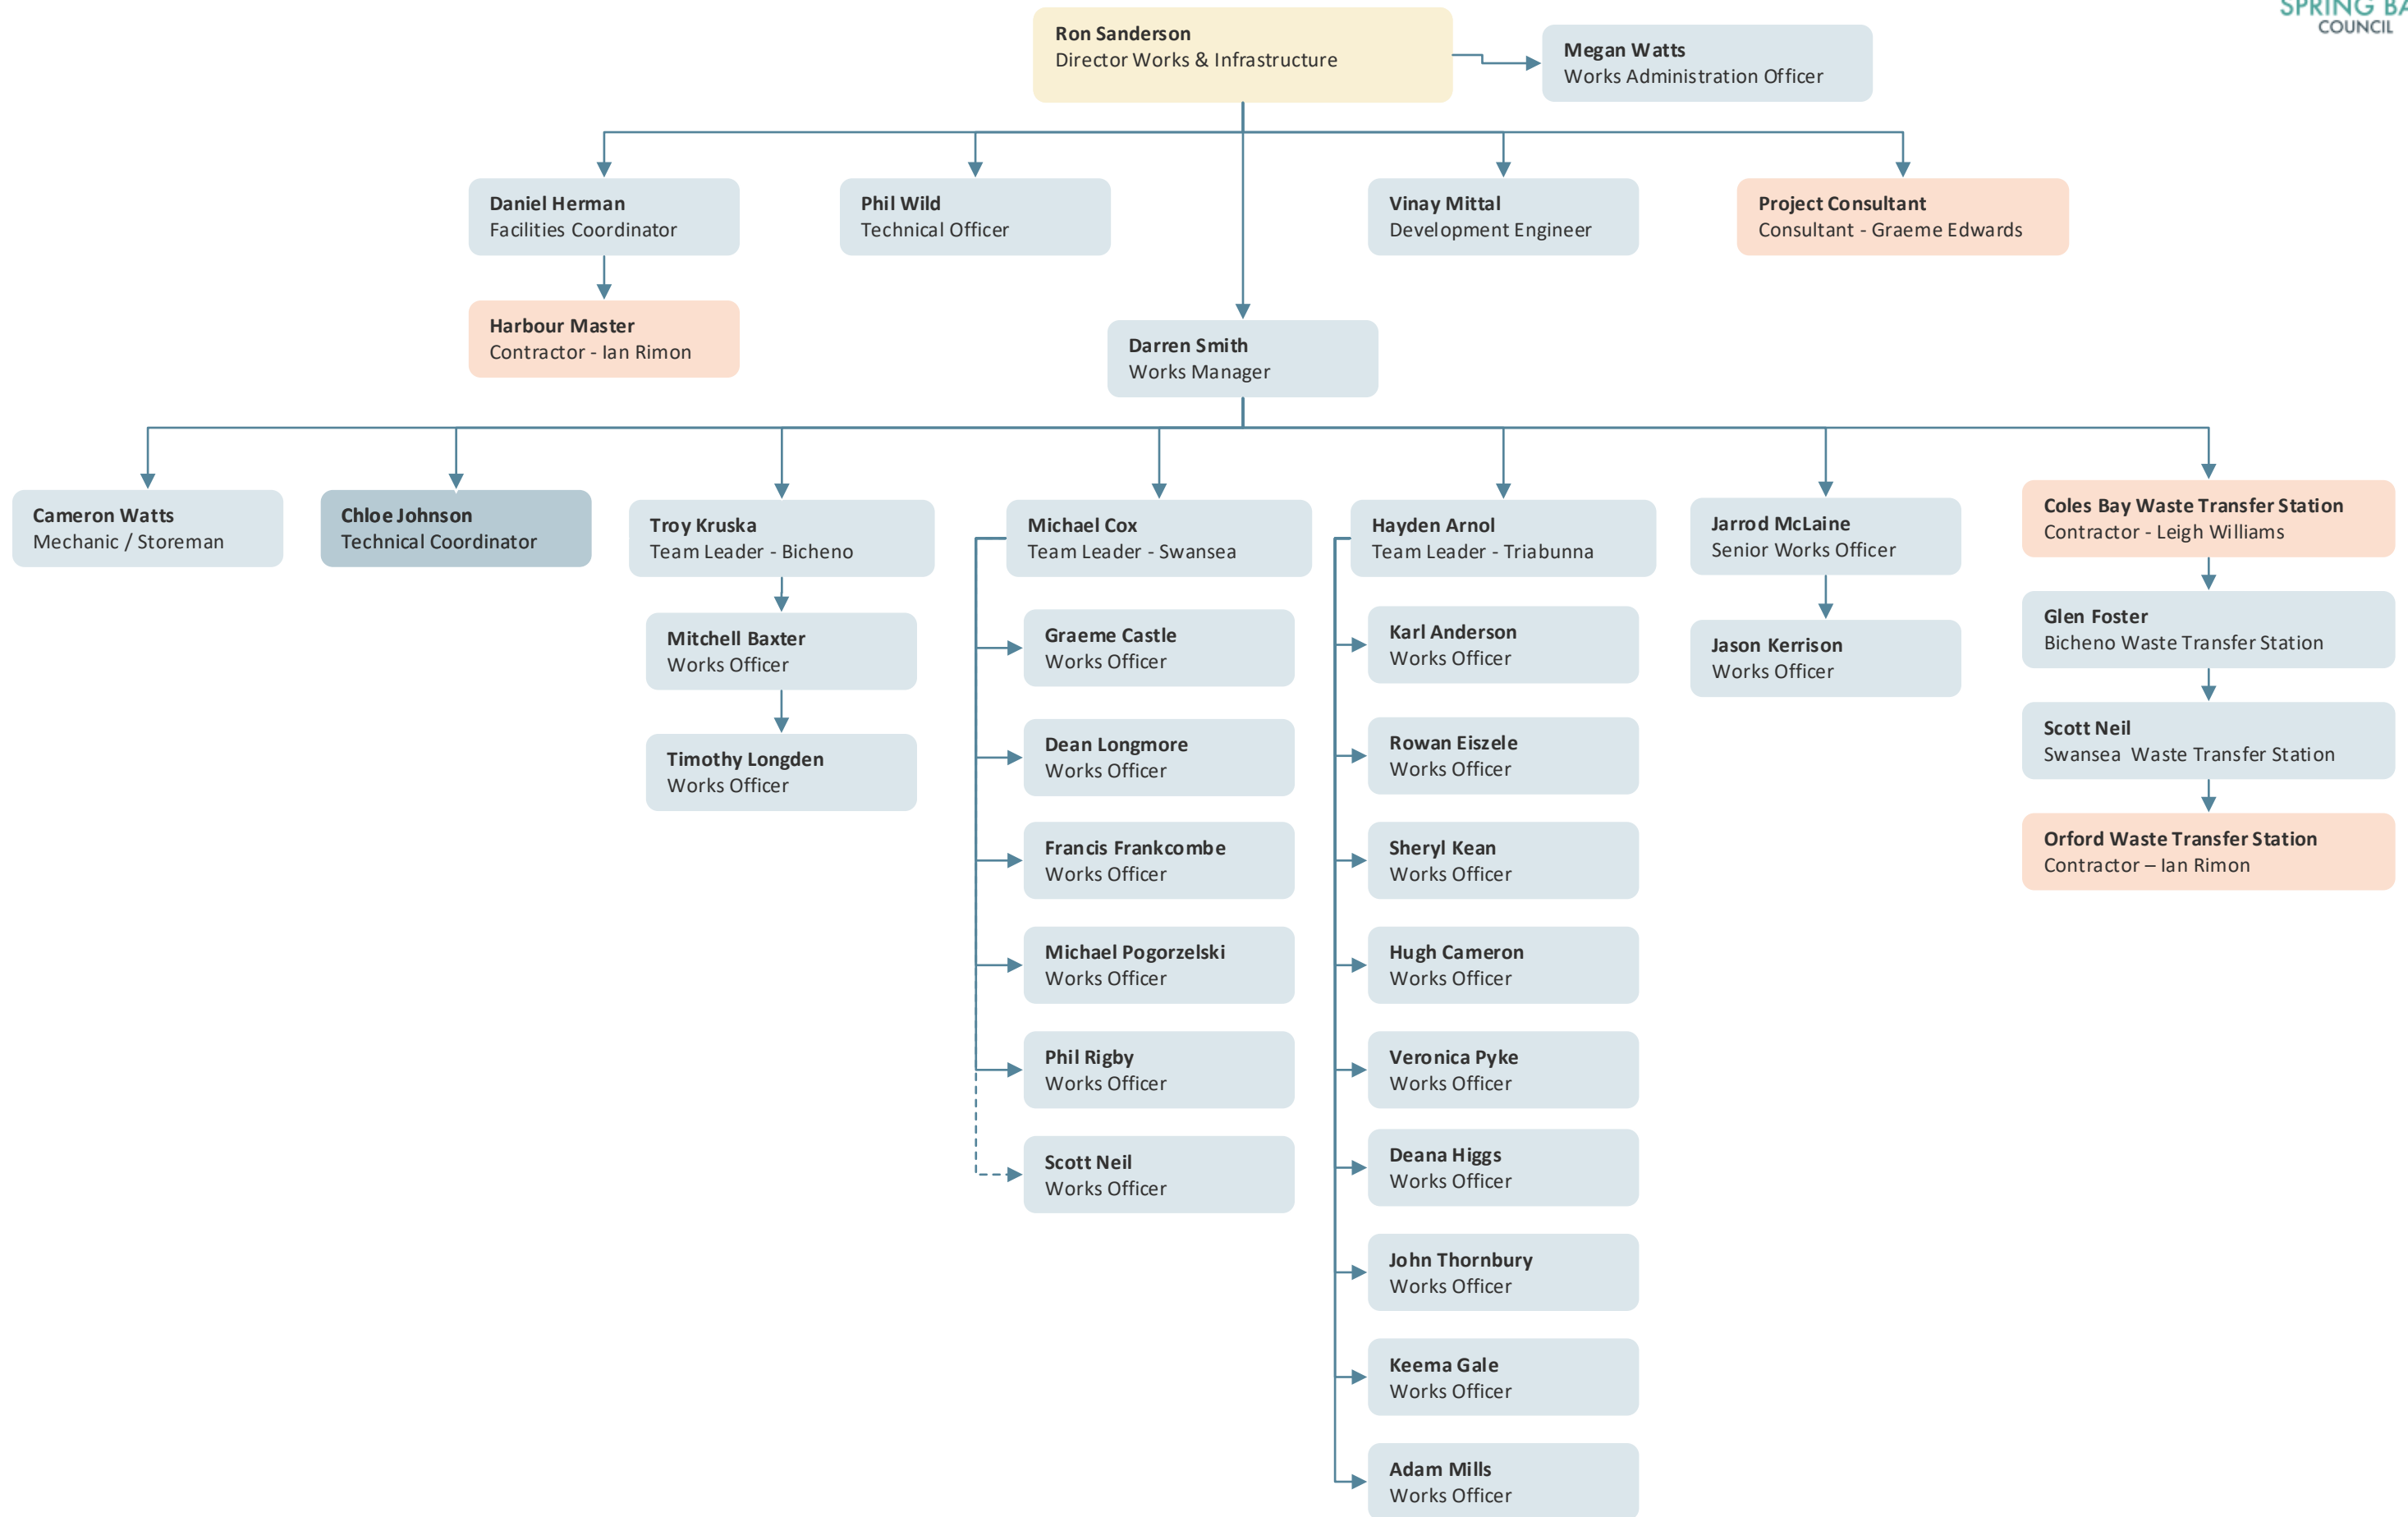 SPRING BA
COUNCIL
Ron Sanderson
Director Works & Infrastructure
Megan Watts
Works Administration Officer
Daniel Herman
Facilities Coordinator
Phil Wild
Technical Officer
Vinay Mittal
Development Engineer
Project Consultant
Consultant - Graeme Edwards
Harbour Master
Contractor - Ian Rimon
Darren Smith
Works Manager
Cameron Watts
Mechanic / Storeman
Chloe Johnson
Technical Coordinator
Troy Kruska
Team Leader - Bicheno
Mitchell Baxter
Works Officer
Timothy Longden
Works Officer
Michael Cox
Team Leader - Swansea
Graeme Castle
Works Officer
Dean Longmore
Works Officer
Francis Frankcombe
Works Officer
Michael Pogorzelski
Works Officer
Phil Rigby
Works Officer
Scott Neil
Works Officer
Hayden Arnol
Team Leader - Triabunna
Karl Anderson
Works Officer
Rowan Eiszele
Works Officer
Sheryl Kean
Works Officer
Hugh Cameron
Works Officer
Veronica Pyke
Works Officer
Deana Higgs
Works Officer
John Thornbury
Works Officer
Keema Gale
Works Officer
Adam Mills
Works Officer
Jarrod McLaine
Senior Works Officer
Jason Kerrison
Works Officer
Coles Bay Waste Transfer Station
Contractor - Leigh Williams
Glen Foster
Bicheno Waste Transfer Station
Scott Neil
Swansea  Waste Transfer Station
Orford Waste Transfer Station
Contractor – Ian Rimon